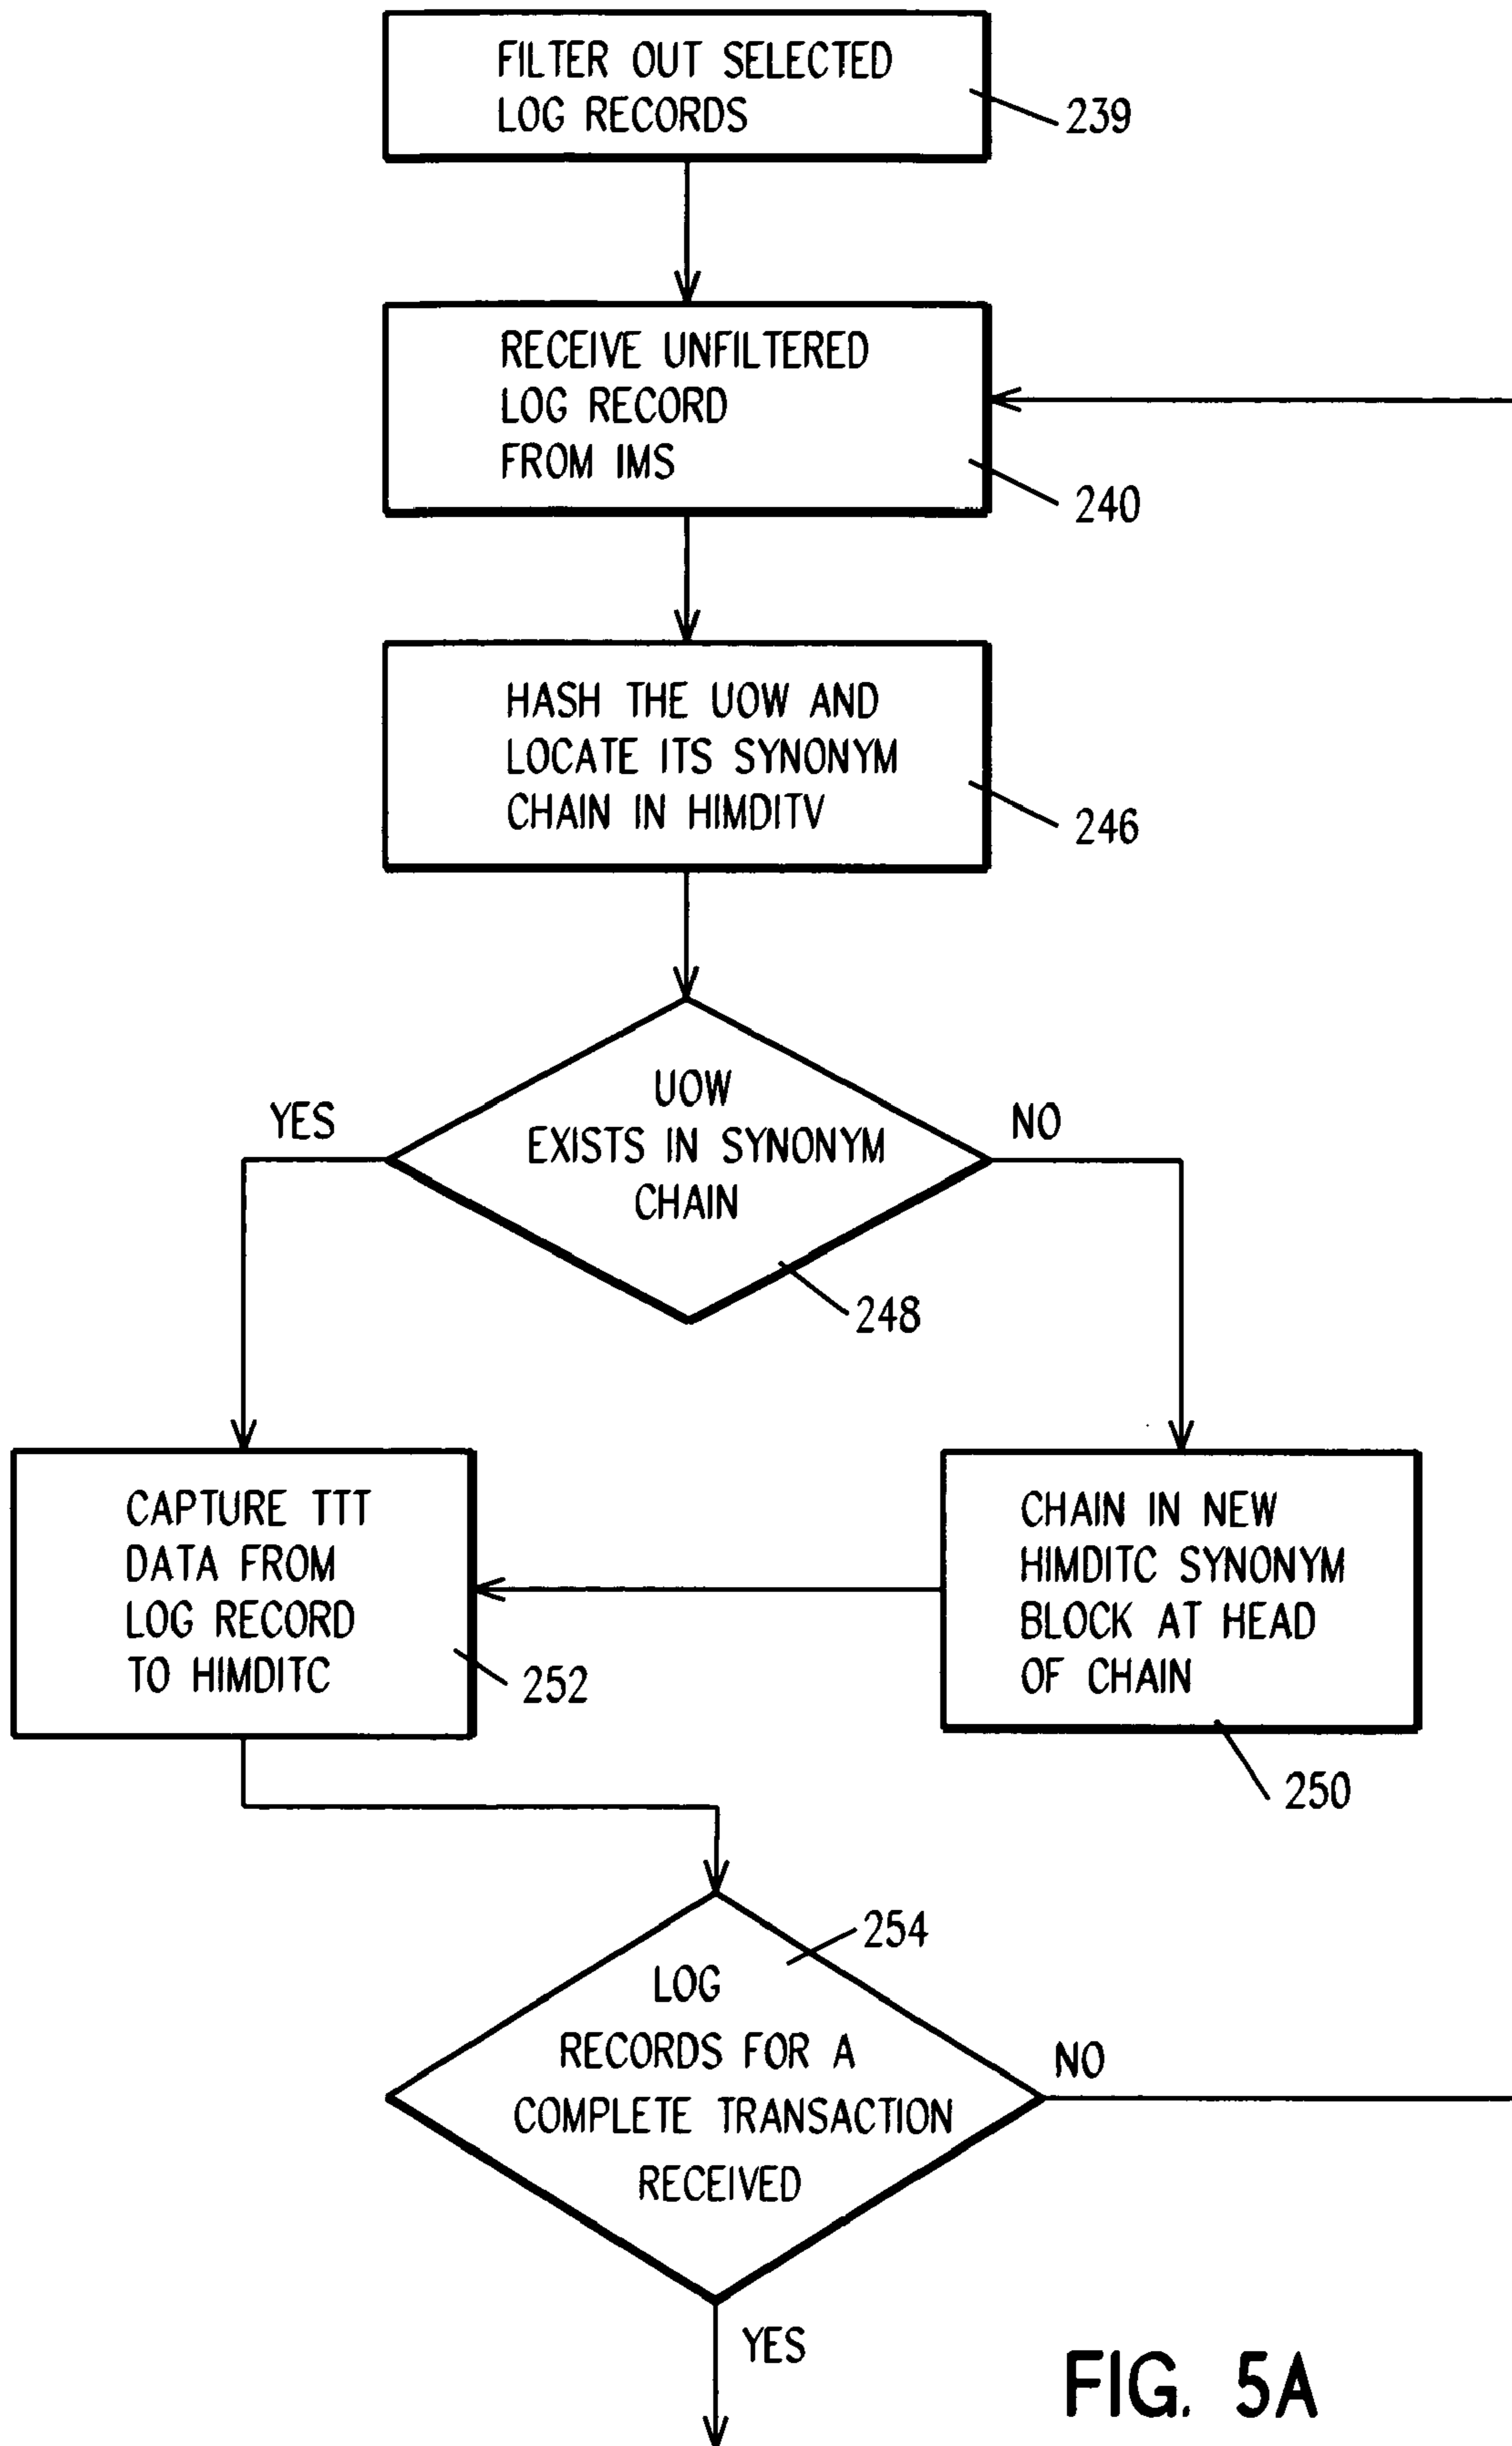 FILTER OUT SELECTED
LOG RECORDS
239
RECEIVE UNFILTERED
LOG RECORD
FROM IMS
240
HASH THE UOW AND
LOCATE ITS SYNONYM
CHAIN IN HIMDITV
246
UOW
EXISTS IN SYNONYM
CHAIN
YES
NO
248
CAPTURE TTT
DATA FROM
LOG RECORD
TO HIMDITC
252
CHAIN IN NEW
HIMDITC SYNONYM
BLOCK AT HEAD
OF CHAIN
250
254
LOG
RECORDS FOR A
COMPLETE TRANSACTION
RECEIVED
NO
YES
FIG. 5A